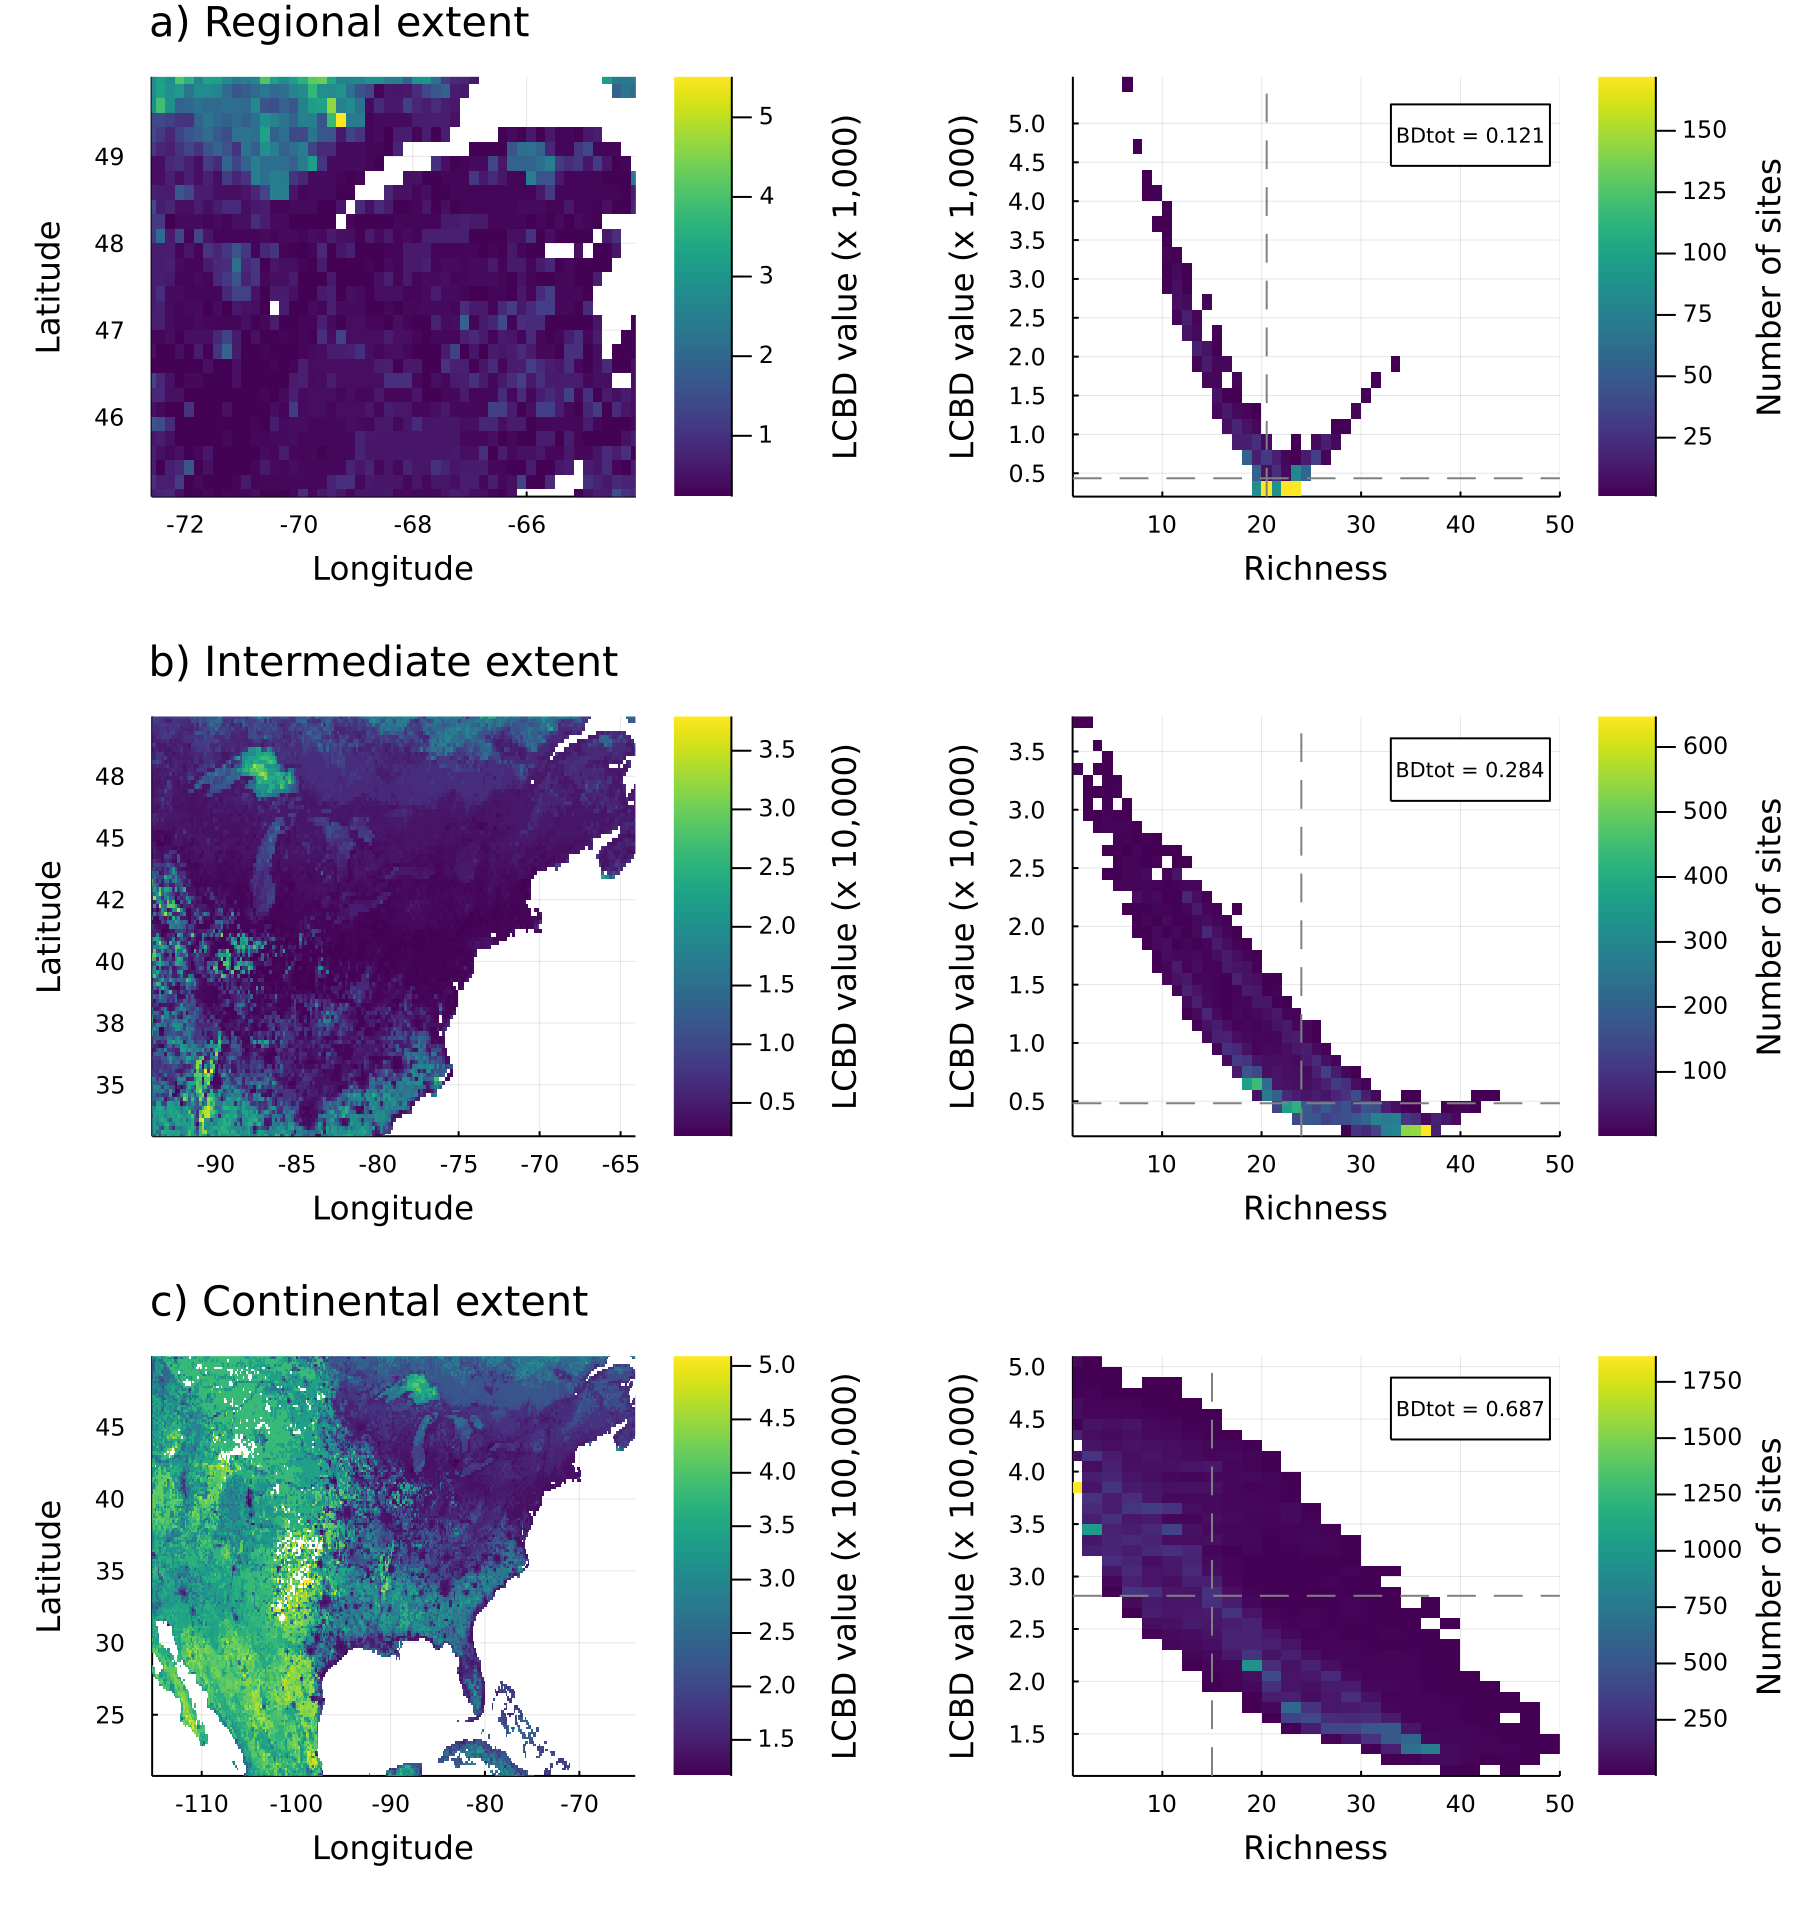 a) Regional extent
Latitude
49
48
47
46
-72 -70 -68 -66
Longitude
5
4
3
2
1
LCBD value (x 1,000)
LCBD value (x 1,000)
5.0
4.5
4.0
3.5
3.0
2.5
2.0
1.5
1.0
0.5
BDtot = 0.121
10 20 30 40 50
Richness
150
125
100
75
50
25
Number of sites
b) Intermediate extent
Latitude
48
45
42
40
38
35
-90 -85 -80 -75 -70 -65
Longitude
3.5
3.0
2.5
2.0
1.5
1.0
0.5
LCBD value (x 10,000)
LCBD value (x 10,000)
3.5
3.0
2.5
2.0
1.5
1.0
0.5
BDtot = 0.284
10 20 30 40 50
Richness
600
500
400
300
200
100
Number of sites
c) Continental extent
Latitude
45
40
35
30
25
-110 -100 -90 -80 -70
Longitude
5.0
4.5
4.0
3.5
3.0
2.5
2.0
1.5
LCBD value (x 100,000)
LCBD value (x 100,000)
5.0
4.5
4.0
3.5
3.0
2.5
2.0
1.5
BDtot = 0.687
10 20 30 40 50
Richness
1750
1500
1250
1000
750
500
250
Number of sites